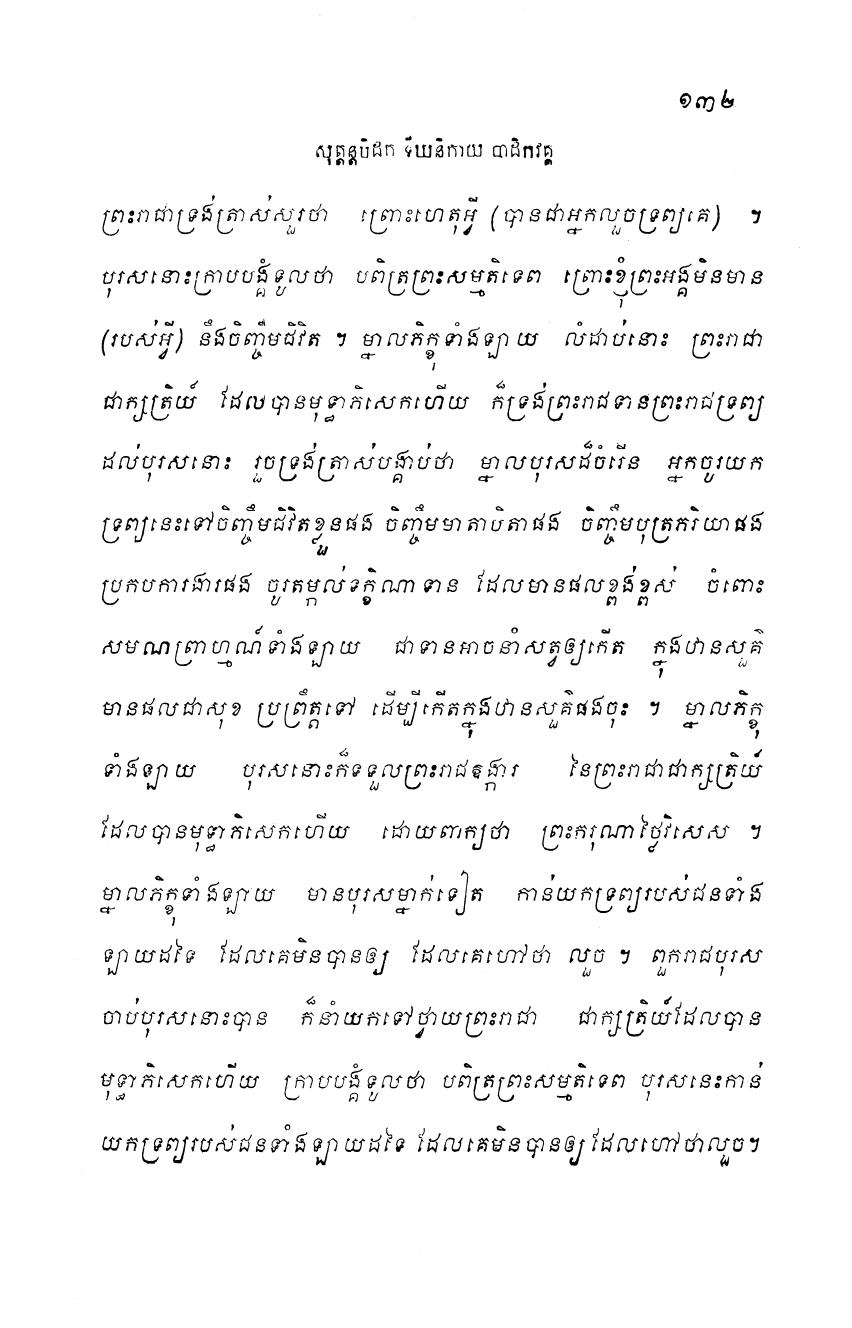 ១៣២
សុត្តន្តបិដក ទីឃនិកាយ បាដិកវគ្គ
ព្រះរាជាទ្រង់ត្រាស់សួរថា ព្រោះហេតុអ្វី (បានជាអ្នកលួចទ្រព្យគេ) ។
បុរសនោះក្រាបបង្គំទូលថា បពិត្រព្រះសម្មតិទេព ព្រោះខ្ញុំព្រះអង្គមិនមាន
(របស់អ្វី) នឹងចិញ្ចឹមជីវិត ។ ម្នាលភិក្ខុទាំងឡាយ លំដាប់នោះ ព្រះរាជា
ជាក្សត្រិយ៍ ដែលបានមុទ្ធាភិសេកហើយ ក៏ទ្រង់ព្រះរាជទានព្រះរាជទ្រព្យ
ដល់បុរសនោះ រួចទ្រង់ត្រាស់បង្គាប់ថា ម្នាលបុរសដ៏ចំរើន អ្នកចូរយក
ទ្រព្យនេះទៅចិញ្ចឹមជីវិតខ្លួនផង ចិញ្ចឹមមាតាបិតាផង ចិញ្ចឹមបុត្រភរិយាផង
ប្រកបការងារផង ចូរតម្កល់ទក្ខិណាទាន ដែលមានផលខ្ពង់ខ្ពស់ ចំពោះ
សមណព្រាហ្មណ៍ទាំងឡាយ ជាទានអាចនាំសត្វឲ្យកើត ក្នុងឋានសួគ៌
មានផលជាសុខ ប្រព្រឹត្តទៅ ដើម្បីកើតក្នុងឋានសួគ៌ផងចុះ ។ ម្នាលភិក្ខុ
ទាំងឡាយ បុរសនោះក៏ទទួលព្រះរាជឱង្ការ នៃព្រះរាជាជាក្សត្រិយ៍
ដែលបានមុទ្ធាភិសេកហើយ ដោយពាក្យថា ព្រះករុណាថ្លៃវិសេស ។
ម្នាលភិក្ខុទាំងឡាយ មានបុរសម្នាក់ទៀត កាន់យកទ្រព្យរបស់ជនទាំង
ឡាយដទៃ ដែលគេមិនបានឲ្យ ដែលគេហៅថា លួច ។ ពួករាជបុរស
ចាប់បុរសនោះបាន ក៏នាំយកទៅថ្វាយព្រះរាជា ជាក្សត្រិយ៍ដែលបាន
មុទ្ធាភិសេកហើយ ក្រាបបង្គំទូលថា បពិត្រព្រះសម្មតិទេព បុរសនេះកាន់
យកទ្រព្យរបស់ជនទាំងឡាយដទៃ ដែលគេមិនបានឲ្យ ដែលហៅថាលួច។